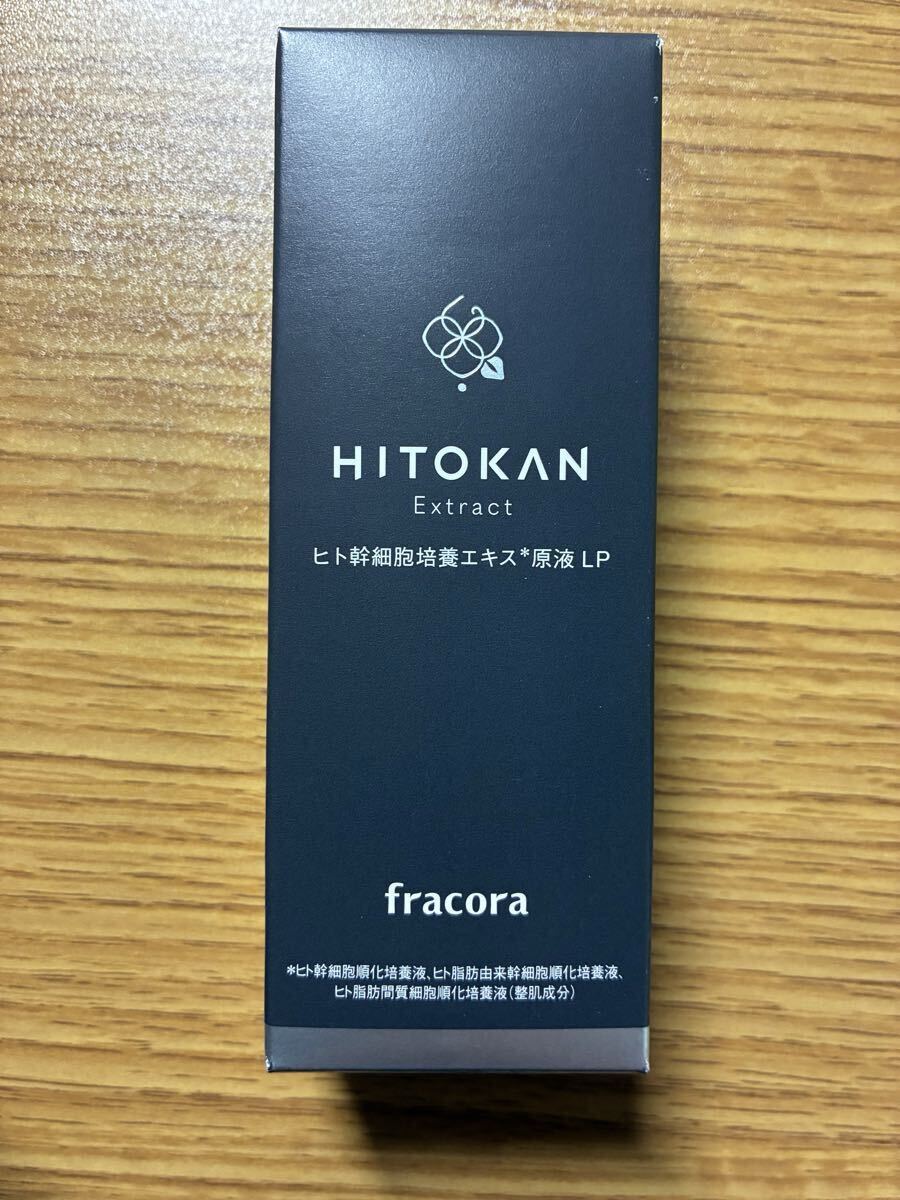 HITOKAN
Extract
ヒト幹細胞培養エキス*原液 LP
fracora
*ヒト幹細胞順化培養液、ヒト脂肪由来幹細胞順化培養液、
ヒト脂肪間質細胞順化培養液(整肌成分)